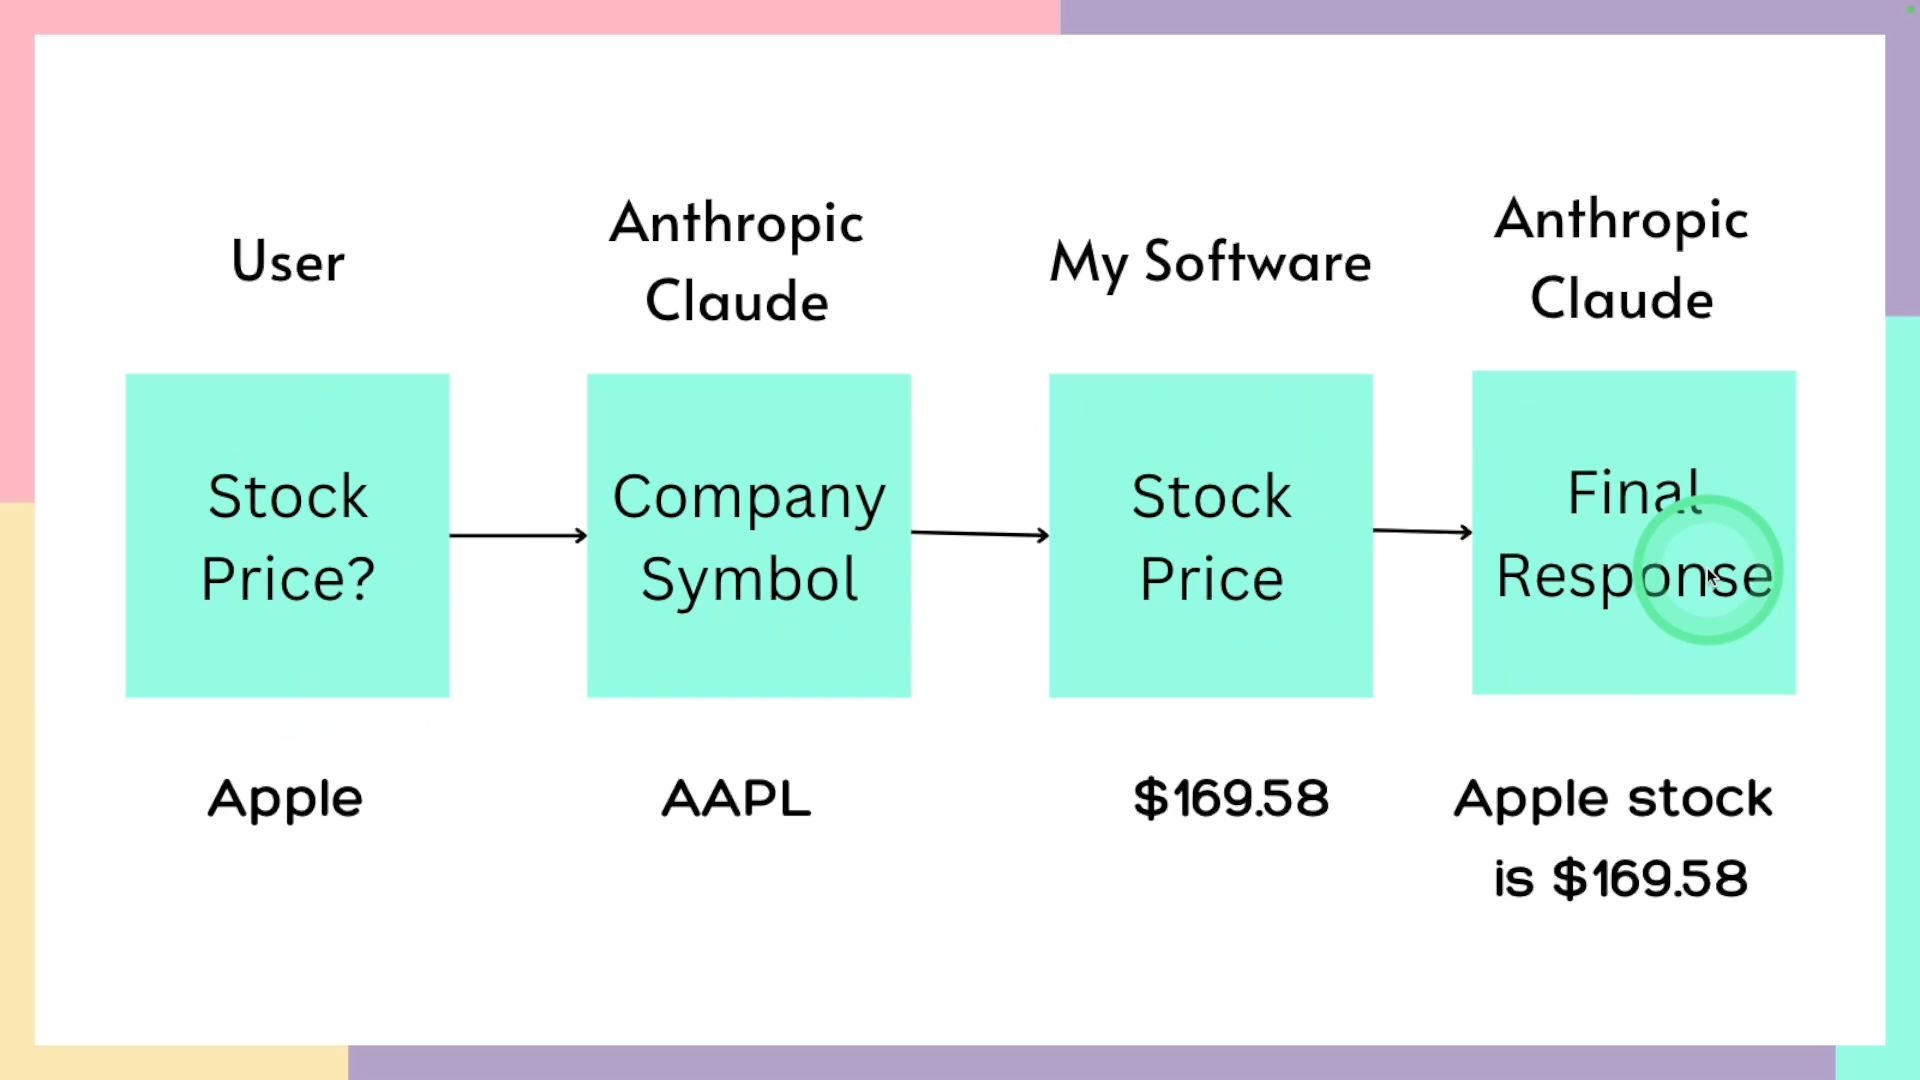 User
Anthropic
Claude
My Software
Anthropic
Claude
Stock
Price?
Company
Symbol
Stock
Price
Final
Response
Apple
AAPL
$169.58
Apple stock
is $169.58